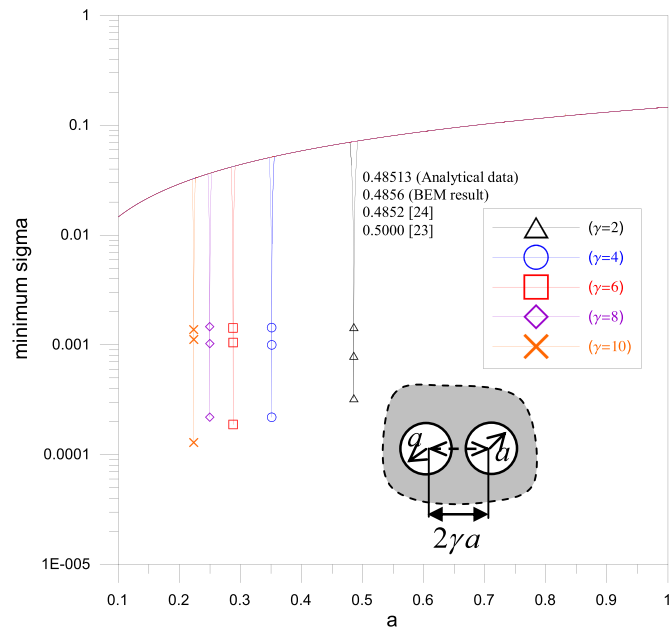 1
0.1
0.01
0.001
0.0001
1E-005
minimum sigma
0.48513 (Analytical data)
0.4856 (BEM result)
0.4852 [24]
0.5000 [23]
(γ=2)
(γ=4)
(γ=6)
(γ=8)
(γ=10)
a a
2γa
0.1 0.2 0.3 0.4 0.5 0.6 0.7 0.8 0.9 1
a